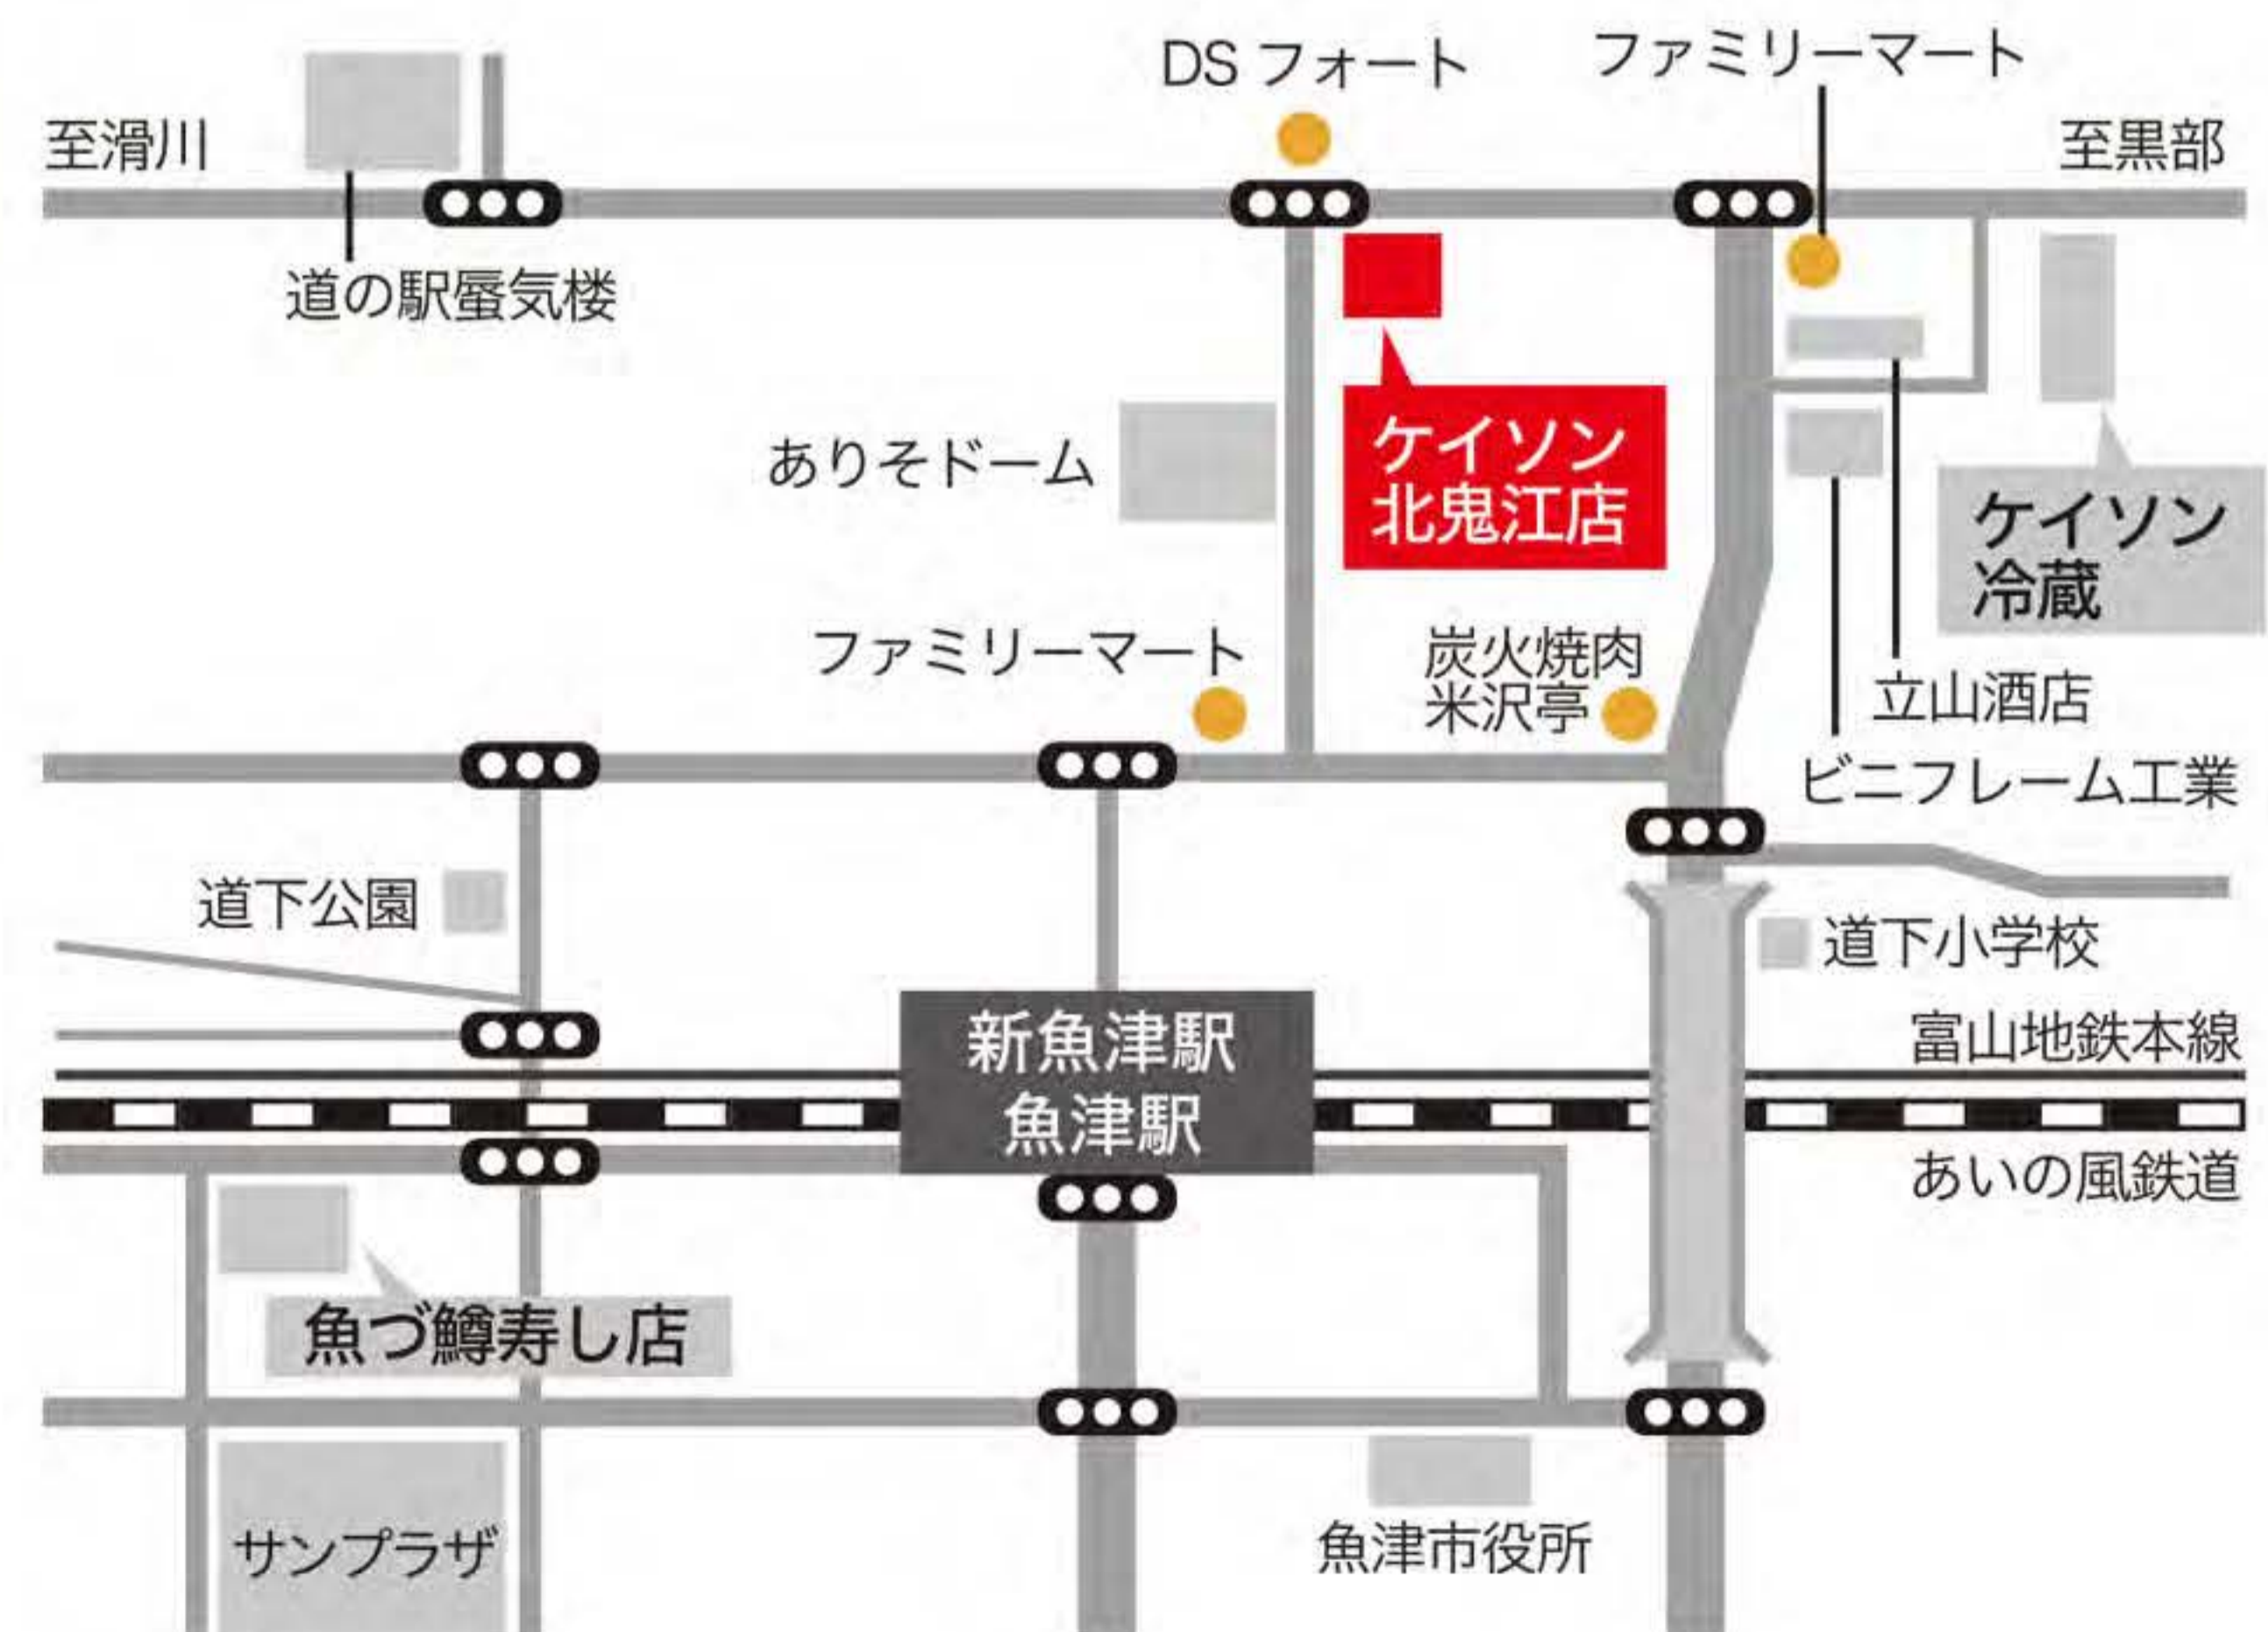 DS フォート
ファミリーマート
至滑川
至黒部
道の駅蜃気楼
ありそドーム
ケイソン
北鬼江店
ケイソン
冷蔵
ファミリーマート
炭火焼肉
米沢亭
立山酒店
ビニフレーム工業
道下公園
道下小学校
新魚津駅
魚津駅
富山地鉄本線
あいの風鉄道
魚づ鱒寿し店
サンプラザ
魚津市役所